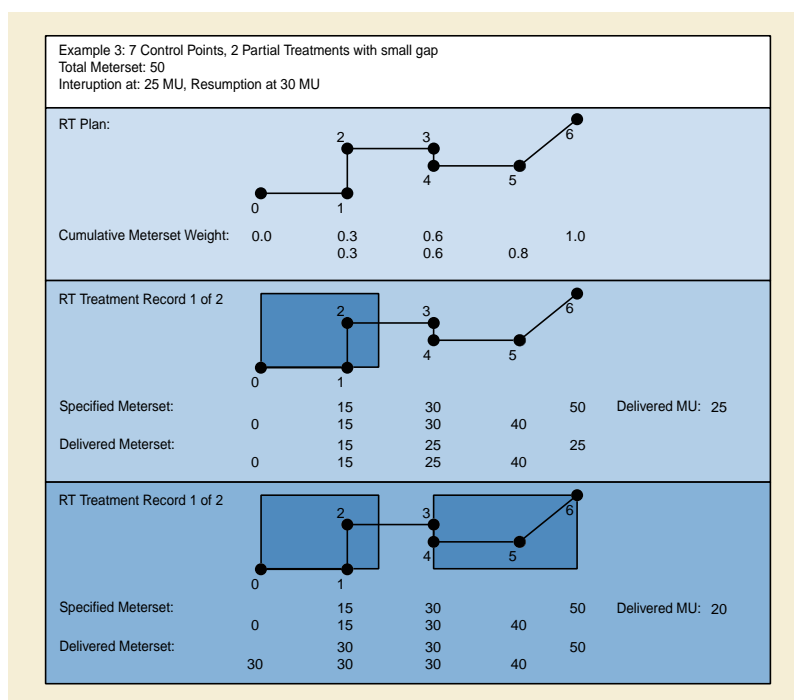 Example 3: 7 Control Points, 2 Partial Treatments with small gap
Total Meterset: 50
Interuption at: 25 MU, Resumption at 30 MU
RT Plan:
2 3 6
4 5
0 1
Cumulative Meterset Weight: 0.0 0.3 0.6 1.0
0.3 0.6 0.8
RT Treatment Record 1 of 2
2 3 6
4 5
0 1
Specified Meterset: 15 30 50 Delivered MU: 25
0 15 30 40
Delivered Meterset: 15 25 25
0 15 25 40
RT Treatment Record 1 of 2
2 3 6
4 5
0 1
Specified Meterset: 15 30 50 Delivered MU: 20
0 15 30 40
Delivered Meterset: 30 30 50
30 30 30 40